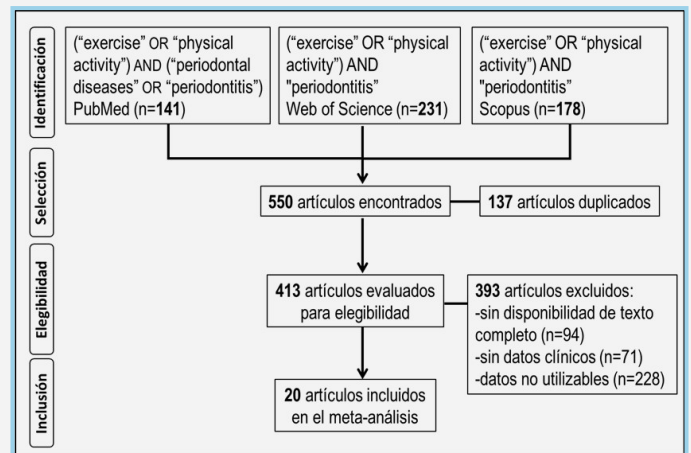 Identificación
(“exercise” OR “physical
activity”) AND (“periodontal
diseases” OR “periodontitis”)
PubMed (n=141)
(“exercise” OR “physical
activity”) AND
"periodontitis”
Web of Science (n=231)
(“exercise” OR “physical
activity”) AND
"periodontitis”
Scopus (n=178)
Selección
550 artículos encontrados
137 artículos duplicados
Elegibilidad
413 artículos evaluados
para elegibilidad
393 artículos excluidos:
-sin disponibilidad de texto
completo (n=94)
-sin datos clínicos (n=71)
-datos no utilizables (n=228)
Inclusión
20 artículos incluidos
en el meta-análisis